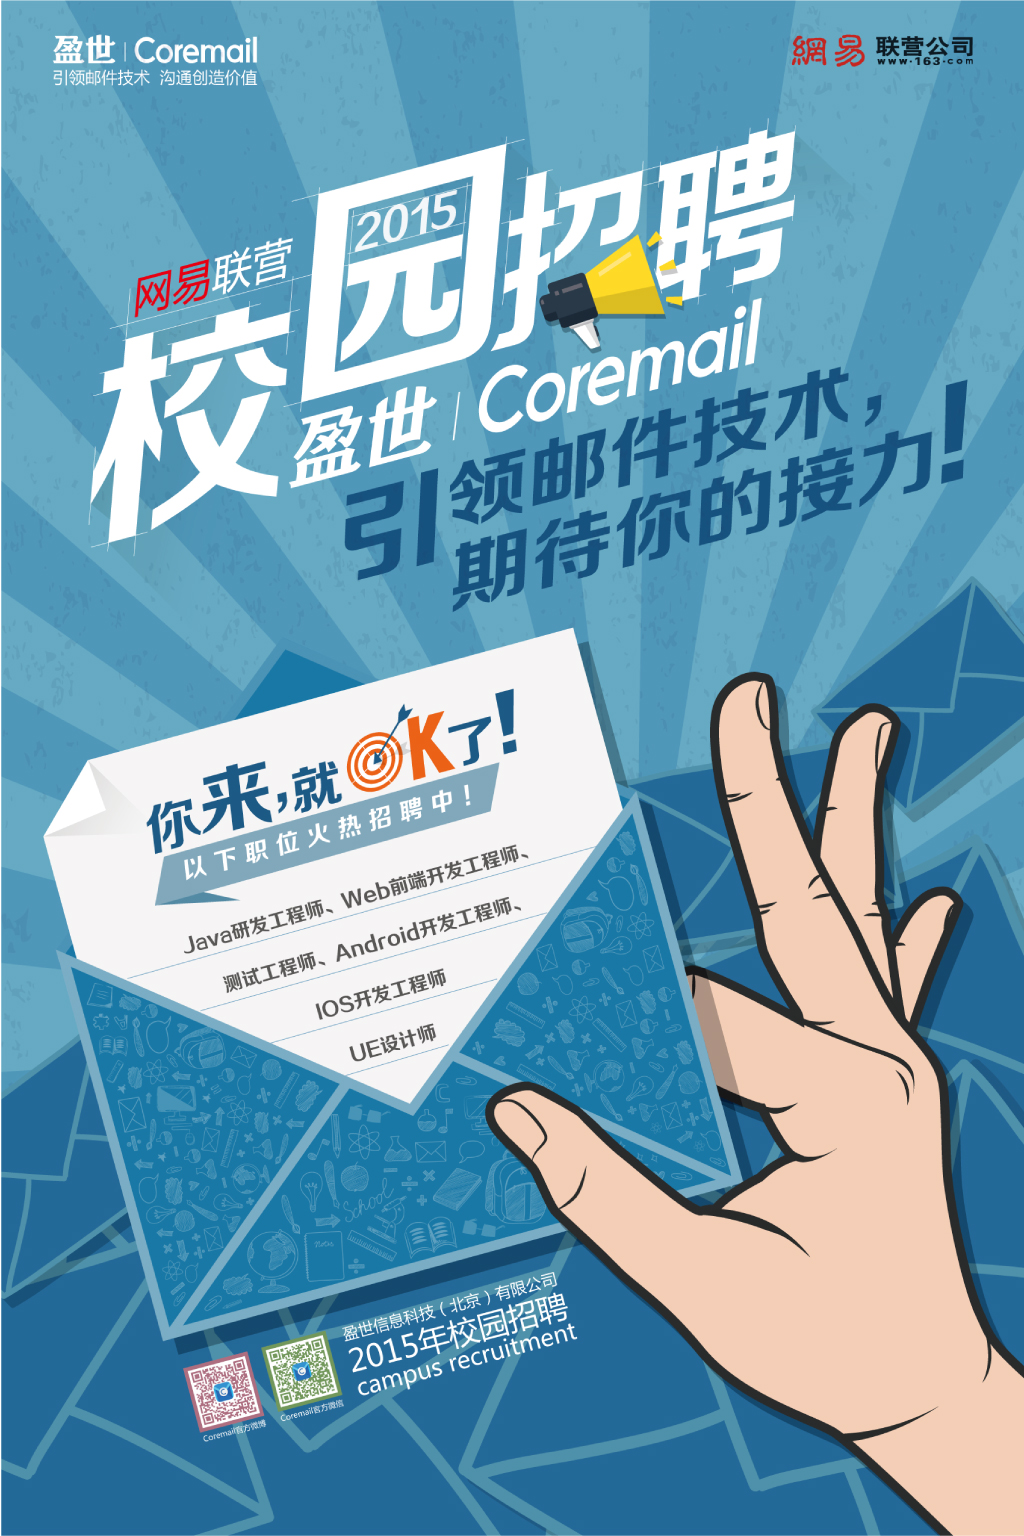 盈世 | Coremail
引领邮件技术 沟通创造价值
網易 联营公司
www.163.com
网易联营
校园招聘
2015
盈世 | Coremail
引领邮件技术，
期待你的接力！
你来，就OK了！
以下职位火热招聘中！
Java研发工程师、Web前端开发工程师、
测试工程师、Android开发工程师、
IOS开发工程师
UE设计师
School
盈世信息科技（北京）有限公司
2015年校园招聘
campus recruitment
Coremail官方微博
Coremail官方微信